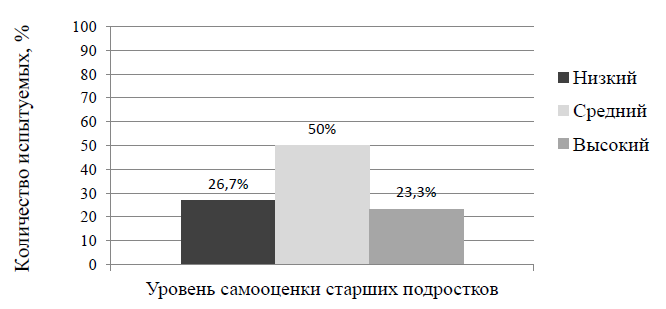 Количество испытуемых, %
100
90
80
70
60
50
40
30
20
10
0
26,7%
50%
23,3%
Уровень самооценки старших подростков
Низкий
Средний
Высокий